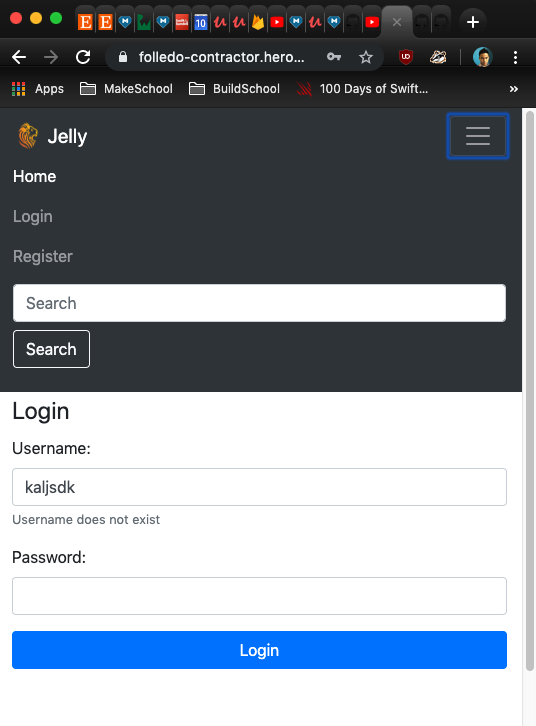 folledo-contractor.hero...
Apps MakeSchool BuildSchool 100 Days of Swift... »
Jelly
Home
Login
Register
Search
Search
Login
Username:
kaljsdk
Username does not exist
Password:
Login